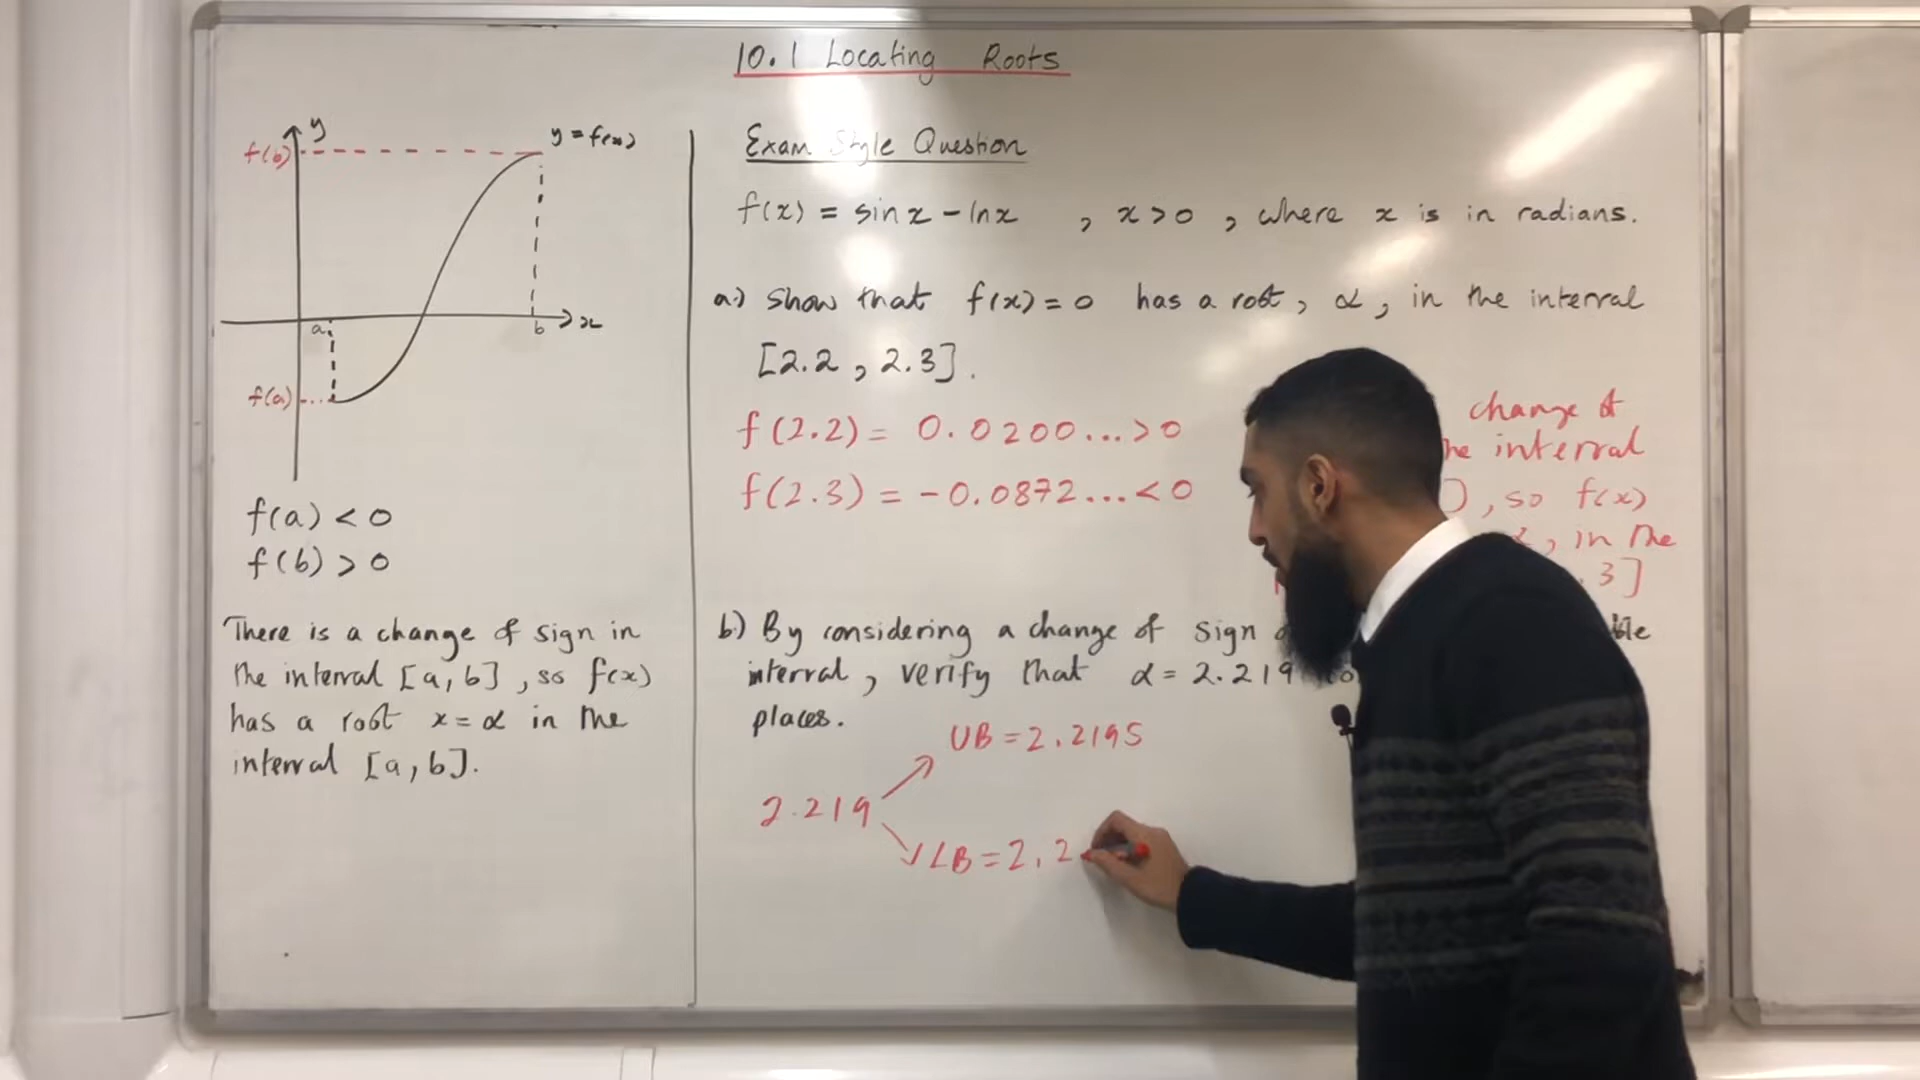 10.1 Locating Roots
y
f(b)
y = f(x)
a
b
x
f(a)
f(a) < 0
f(b) > 0
There is a change of sign in
the interval [a, b], so f(x)
has a root x = α in the
interval [a, b].
Exam Style Question
f(x) = sin x - ln x , x > 0 , where x is in radians.
a) Show that f(x) = 0 has a root, α, in the interval
[2.2, 2.3].
f(2.2) = 0.0200... > 0
f(2.3) = -0.0872... < 0
change of
interval
, so f(x)
, in the
3]
b) By considering a change of sign
interval, verify that α = 2.219
places.
UB = 2.2195
2.219
LB = 2.2